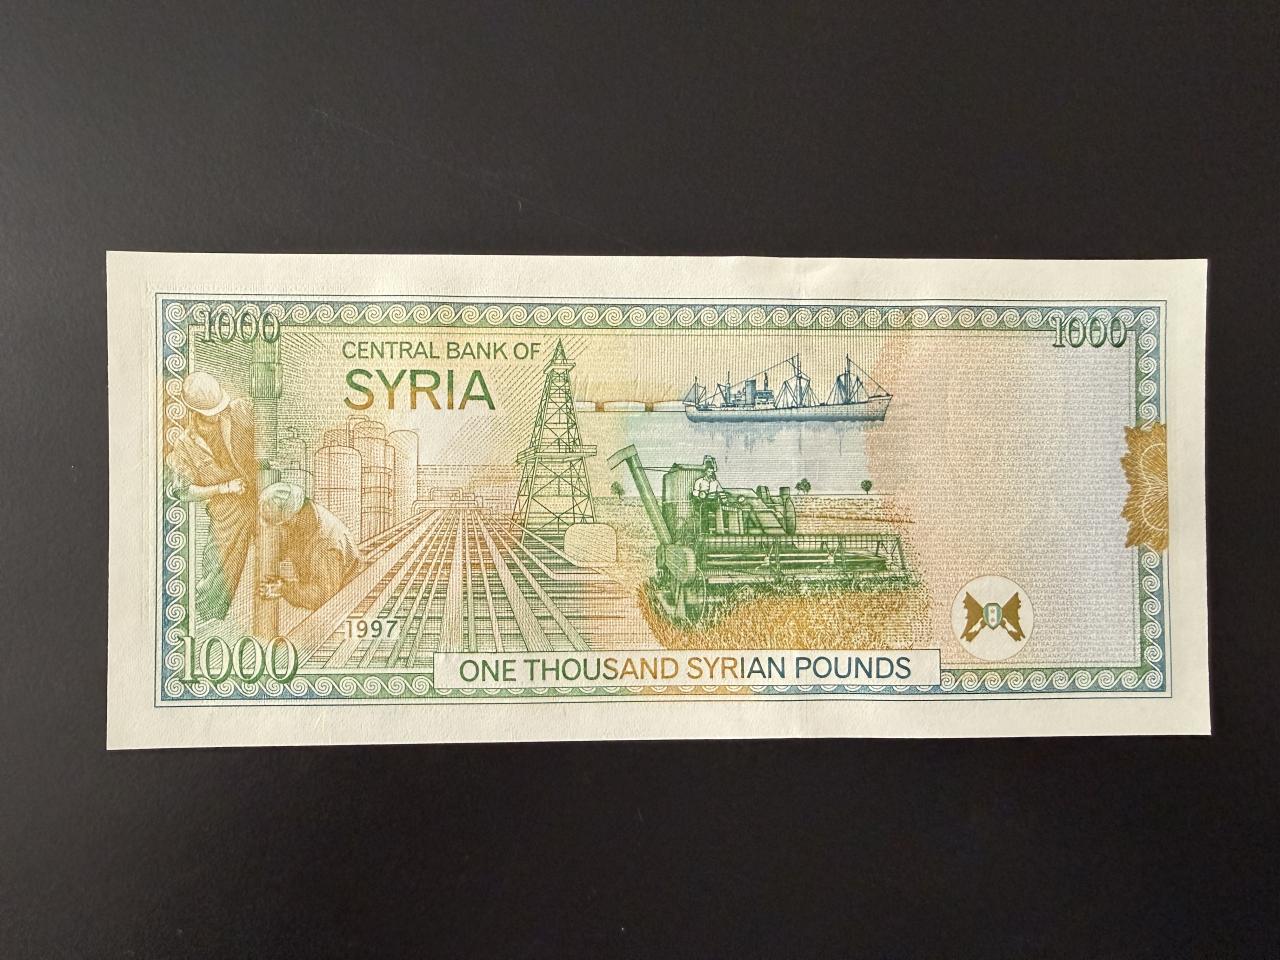 1000
1000
CENTRAL BANK OF
SYRIA
1997
1000
ONE THOUSAND SYRIAN POUNDS